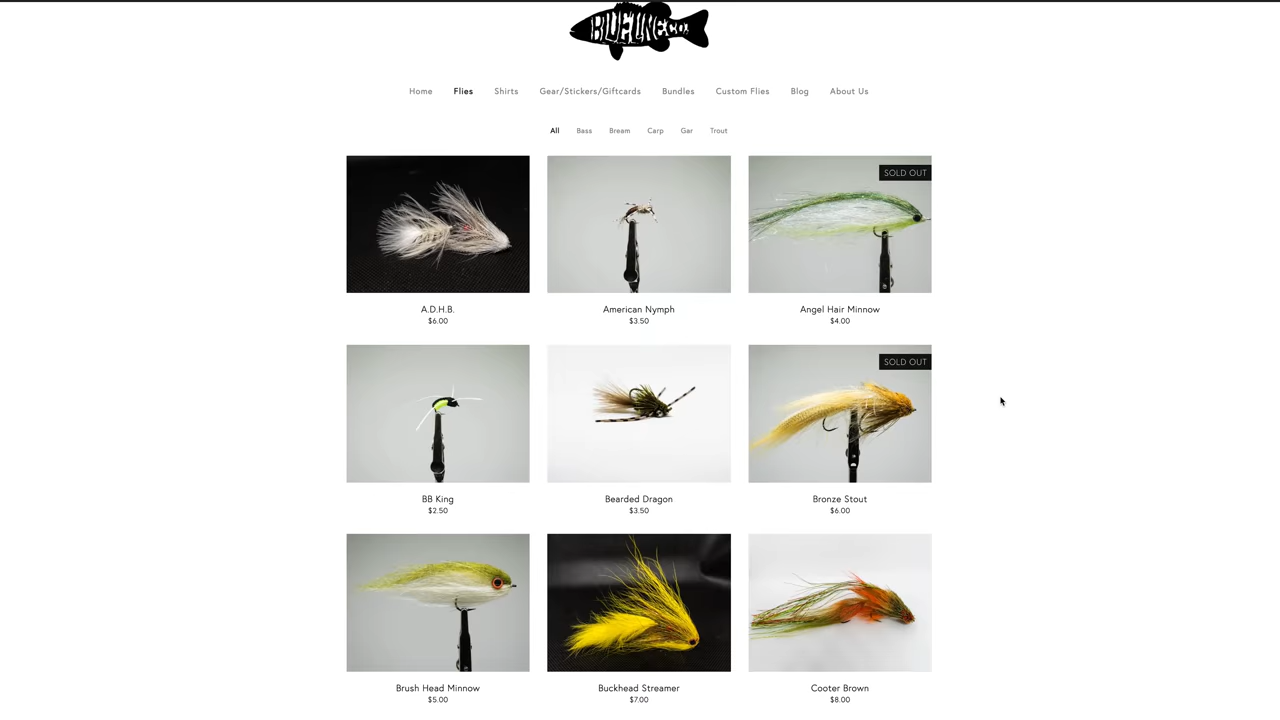 BLUELINECO.
Home Flies Shirts Gear/Stickers/Giftcards Bundles Custom Flies Blog About Us
All Bass Bream Carp Gar Trout
SOLD OUT
A.D.H.B. American Nymph Angel Hair Minnow
$6.00 $3.50 $4.00
SOLD OUT
BB King Bearded Dragon Bronze Stout
$2.50 $3.50 $6.00
Brush Head Minnow Buckhead Streamer Cooter Brown
$5.00 $7.00 $8.00